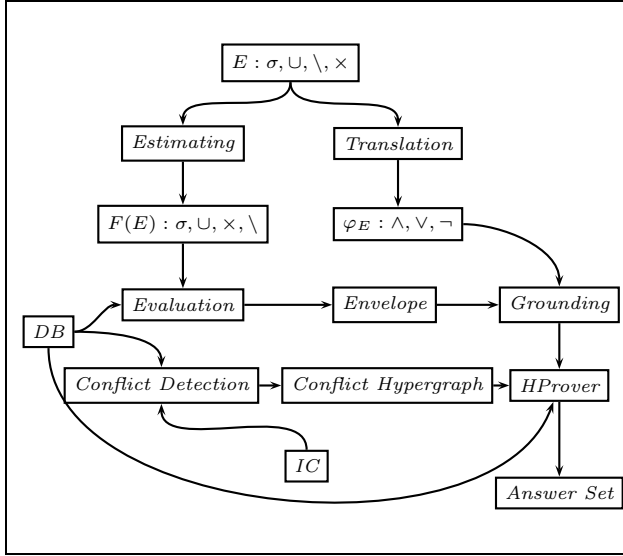 E : σ, ∪, \, ×
Estimating
Translation
F(E) : σ, ∪, ×, \
φ_E : ∧, ∨, ¬
Evaluation
Envelope
Grounding
DB
Conflict Detection
Conflict Hypergraph
HProver
IC
Answer Set